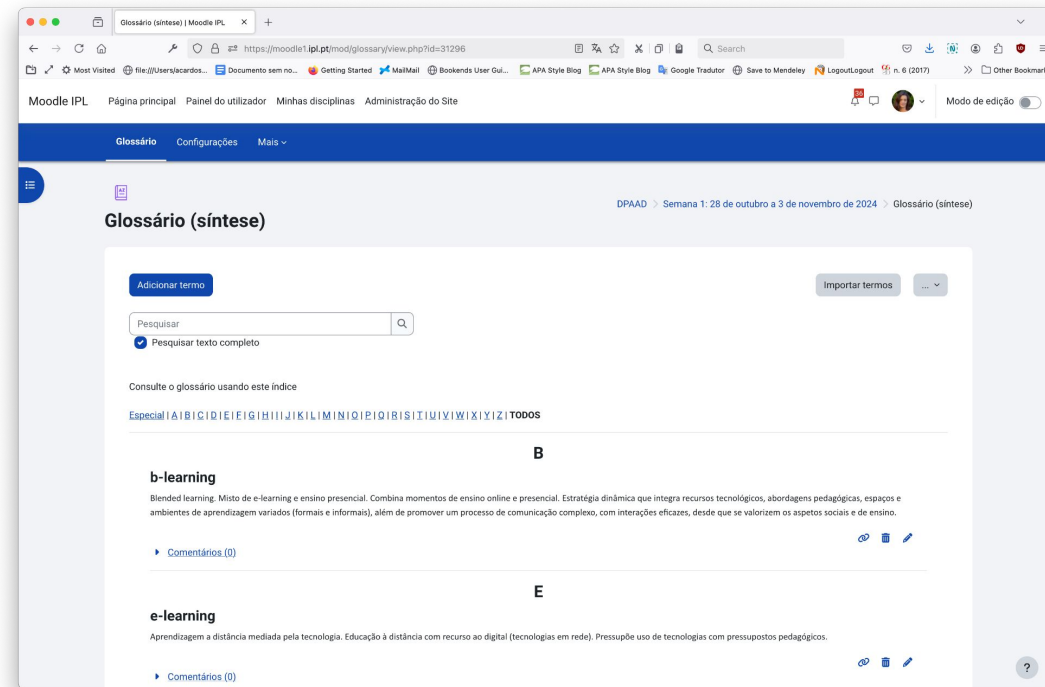 Glossário (síntese) | Moodle IPL
https://moodle1.ipl.pt/mod/glossary/view.php?id=31296
Search
Most Visited file:///Users/acardos... Documento sem no... Getting Started MailMail Bookends User Gui... APA Style Blog APA Style Blog Google Tradutor Save to Mendeley LogoutLogout n. 6 (2017) Other Bookmark
Moodle IPL Página principal Painel do utilizador Minhas disciplinas Administração do Site 36 Modo de edição
Glossário Configurações Mais
DPAAD > Semana 1: 28 de outubro a 3 de novembro de 2024 > Glossário (síntese)
Glossário (síntese)
Adicionar termo Importar termos ...
Pesquisar
Pesquisar texto completo
Consulte o glossário usando este índice
Especial | A | B | C | D | E | F | G | H | I | J | K | L | M | N | O | P | Q | R | S | T | U | V | W | X | Y | Z | TODOS
B
b-learning
Blended learning. Misto de e-learning e ensino presencial. Combina momentos de ensino online e presencial. Estratégia dinâmica que integra recursos tecnológicos, abordagens pedagógicas, espaços e
ambientes de aprendizagem variados (formais e informais), além de promover um processo de comunicação complexo, com interações eficazes, desde que se valorizem os aspetos sociais e de ensino.
Comentários (0)
E
e-learning
Aprendizagem a distância mediada pela tecnologia. Educação à distância com recurso ao digital (tecnologias em rede). Pressupõe uso de tecnologias com pressupostos pedagógicos.
Comentários (0)
?